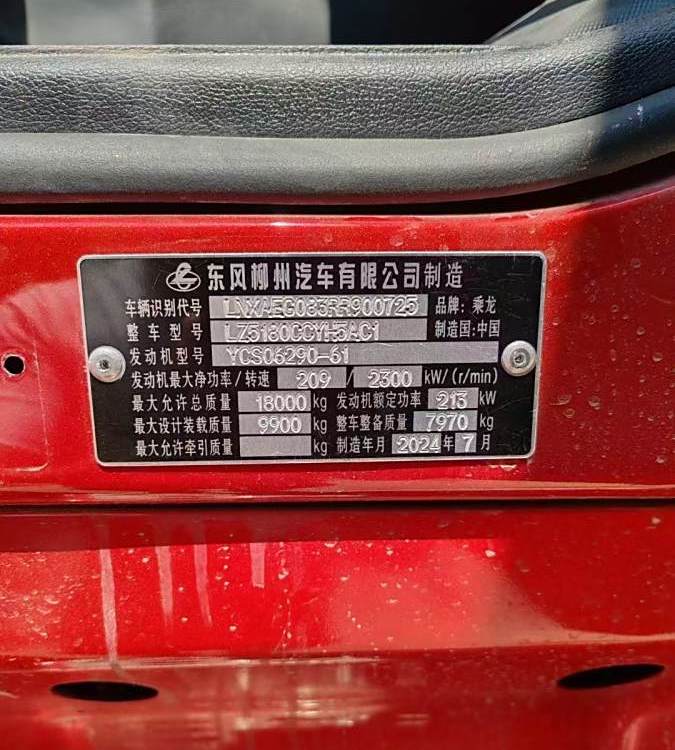 东风柳州汽车有限公司制造
车辆识别代号 LNXAEG083RR900725 品牌：乘龙
整车型号 LZ5180CCYH5AC1 制造国：中国
发动机型号 YCS06290-61
发动机最大净功率/转速 209 / 2300 kW/(r/min)
最大允许总质量 18000 kg 发动机额定功率 213 kW
最大设计装载质量 9900 kg 整车整备质量 7970 kg
最大允许牵引质量 kg 制造年月 2024 年 7 月